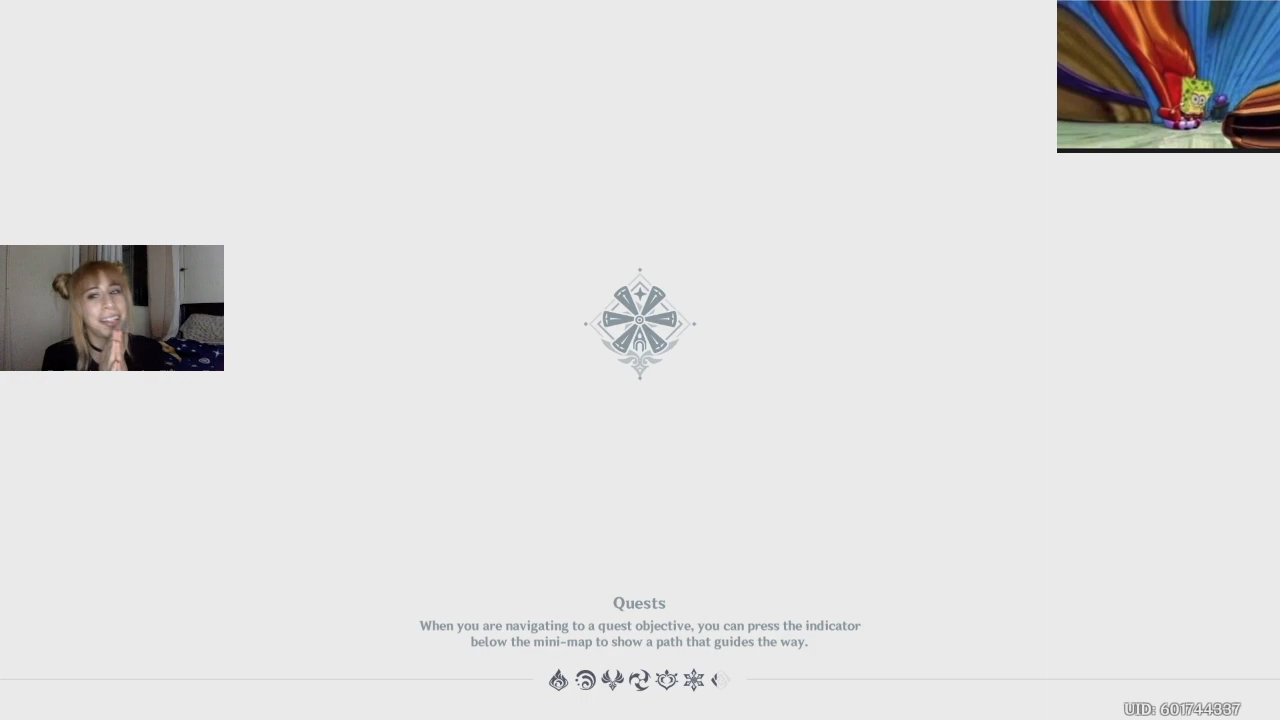 Quests
When you are navigating to a quest objective, you can press the indicator
below the mini-map to show a path that guides the way.
UID: 601744337